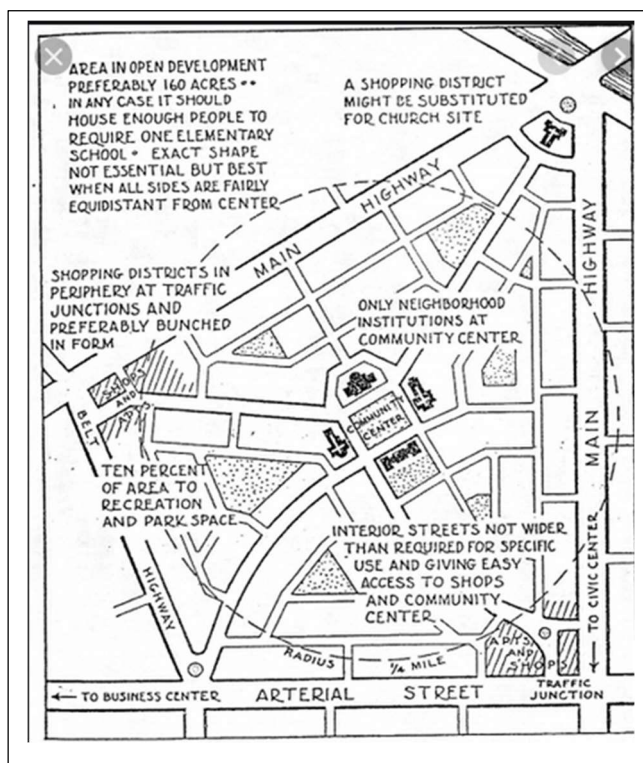 AREA IN OPEN DEVELOPMENT
PREFERABLY 160 ACRES • •
IN ANY CASE IT SHOULD
HOUSE ENOUGH PEOPLE TO
REQUIRE ONE ELEMENTARY
SCHOOL • EXACT SHAPE
NOT ESSENTIAL BUT BEST
WHEN ALL SIDES ARE FAIRLY
EQUIDISTANT FROM CENTER
A SHOPPING DISTRICT
MIGHT BE SUBSTITUTED
FOR CHURCH SITE
MAIN HIGHWAY
HIGHWAY
MAIN
SHOPPING DISTRICTS IN
PERIPHERY AT TRAFFIC
JUNCTIONS AND
PREFERABLY BUNCHED
IN FORM
ONLY NEIGHBORHOOD
INSTITUTIONS AT
COMMUNITY CENTER
SHOPS
AND
APTS.
BELT
HIGHWAY
COMMUNITY
CENTER
TEN PERCENT
OF AREA TO
RECREATION
AND PARK SPACE
INTERIOR STREETS NOT WIDER
THAN REQUIRED FOR SPECIFIC
USE AND GIVING EASY
ACCESS TO SHOPS
AND COMMUNITY
CENTER
← TO CIVIC CENTER
RADIUS ¼ MILE
APTS.
AND
SHOPS
TRAFFIC
JUNCTION
← TO BUSINESS CENTER ARTERIAL STREET